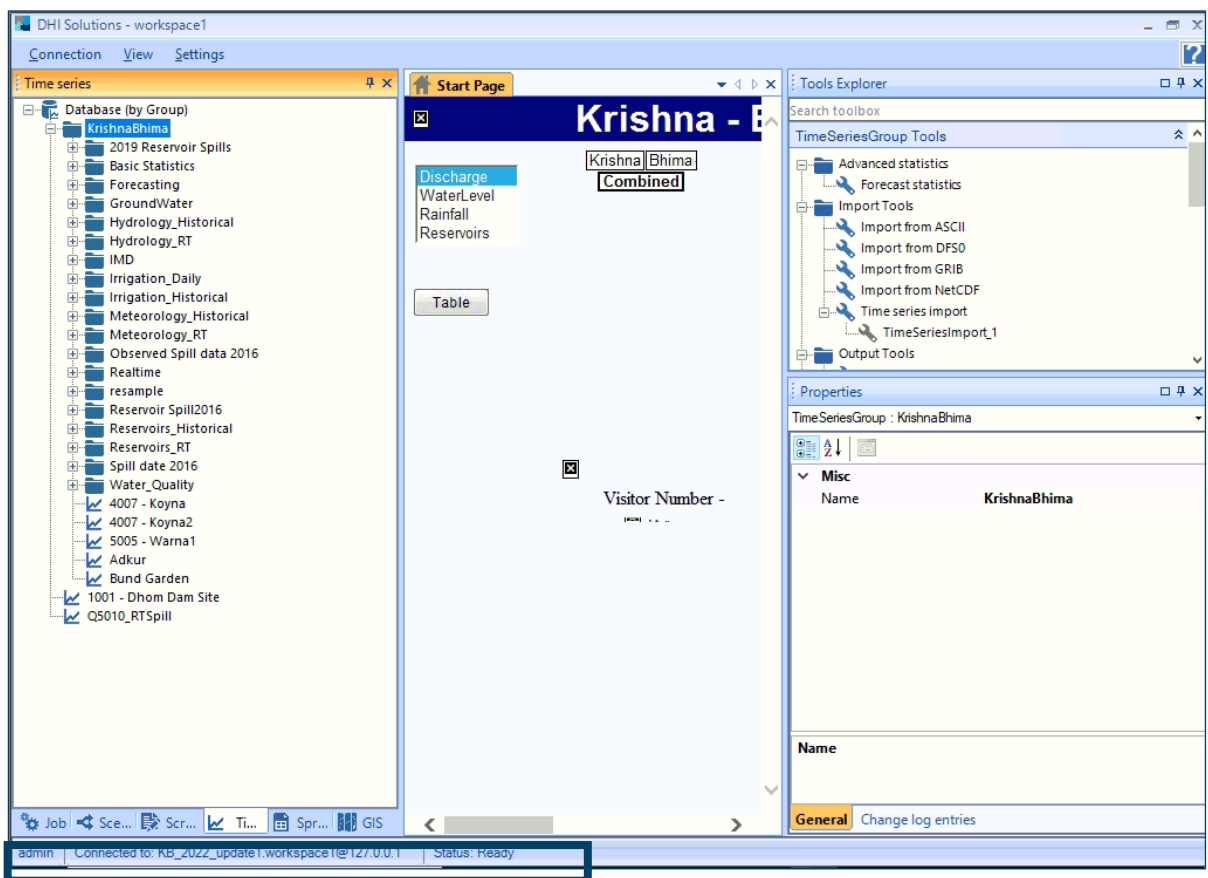 DHI Solutions - workspace1
Connection View Settings
Time series
Database (by Group)
KrishnaBhima
2019 Reservoir Spills
Basic Statistics
Forecasting
GroundWater
Hydrology_Historical
Hydrology_RT
IMD
Irrigation_Daily
Irrigation_Historical
Meteorology_Historical
Meteorology_RT
Observed Spill data 2016
Realtime
resample
Reservoir Spill2016
Reservoirs_Historical
Reservoirs_RT
Spill date 2016
Water_Quality
4007 - Koyna
4007 - Koyna2
5005 - Warna1
Adkur
Bund Garden
1001 - Dhom Dam Site
Q5010_RTSpill
Job Sce... Scr... Ti... Spr... GIS
Start Page
Krishna -
Krishna Bhima
Combined
Discharge
WaterLevel
Rainfall
Reservoirs
Table
Visitor Number -
Tools Explorer
Search toolbox
TimeSeriesGroup Tools
Advanced statistics
Forecast statistics
Import Tools
Import from ASCII
Import from DFS0
Import from GRIB
Import from NetCDF
Time series import
TimeSeriesImport_1
Output Tools
Properties
TimeSeriesGroup : KrishnaBhima
Misc
Name KrishnaBhima
Name
General Change log entries
admin Connected to: KB_2022_update1.workspace1@127.0.0.1 Status: Ready